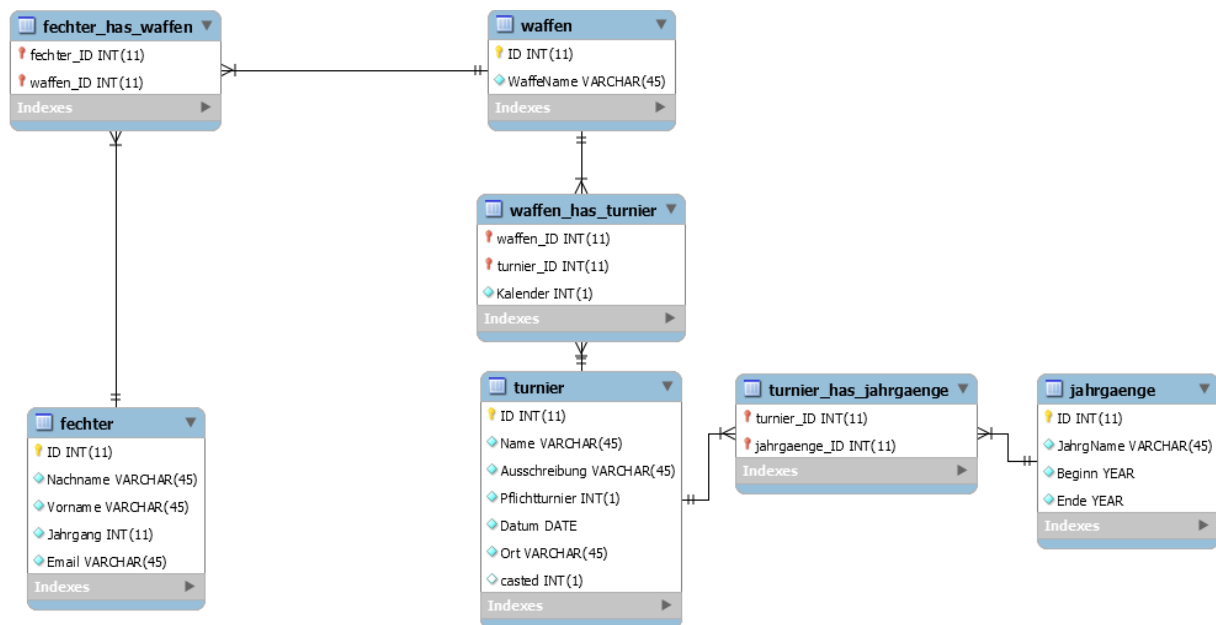 fechter_has_waffen
fechter_ID INT(11)
waffen_ID INT(11)
Indexes
waffen
ID INT(11)
WaffeName VARCHAR(45)
Indexes
waffen_has_turnier
waffen_ID INT(11)
turnier_ID INT(11)
Kalender INT(1)
Indexes
fechter
ID INT(11)
Nachname VARCHAR(45)
Vorname VARCHAR(45)
Jahrgang INT(11)
Email VARCHAR(45)
Indexes
turnier
ID INT(11)
Name VARCHAR(45)
Ausschreibung VARCHAR(45)
Pflichtturnier INT(1)
Datum DATE
Ort VARCHAR(45)
casted INT(1)
Indexes
turnier_has_jahrgaenge
turnier_ID INT(11)
jahrgaenge_ID INT(11)
Indexes
jahrgaenge
ID INT(11)
JahrgName VARCHAR(45)
Beginn YEAR
Ende YEAR
Indexes